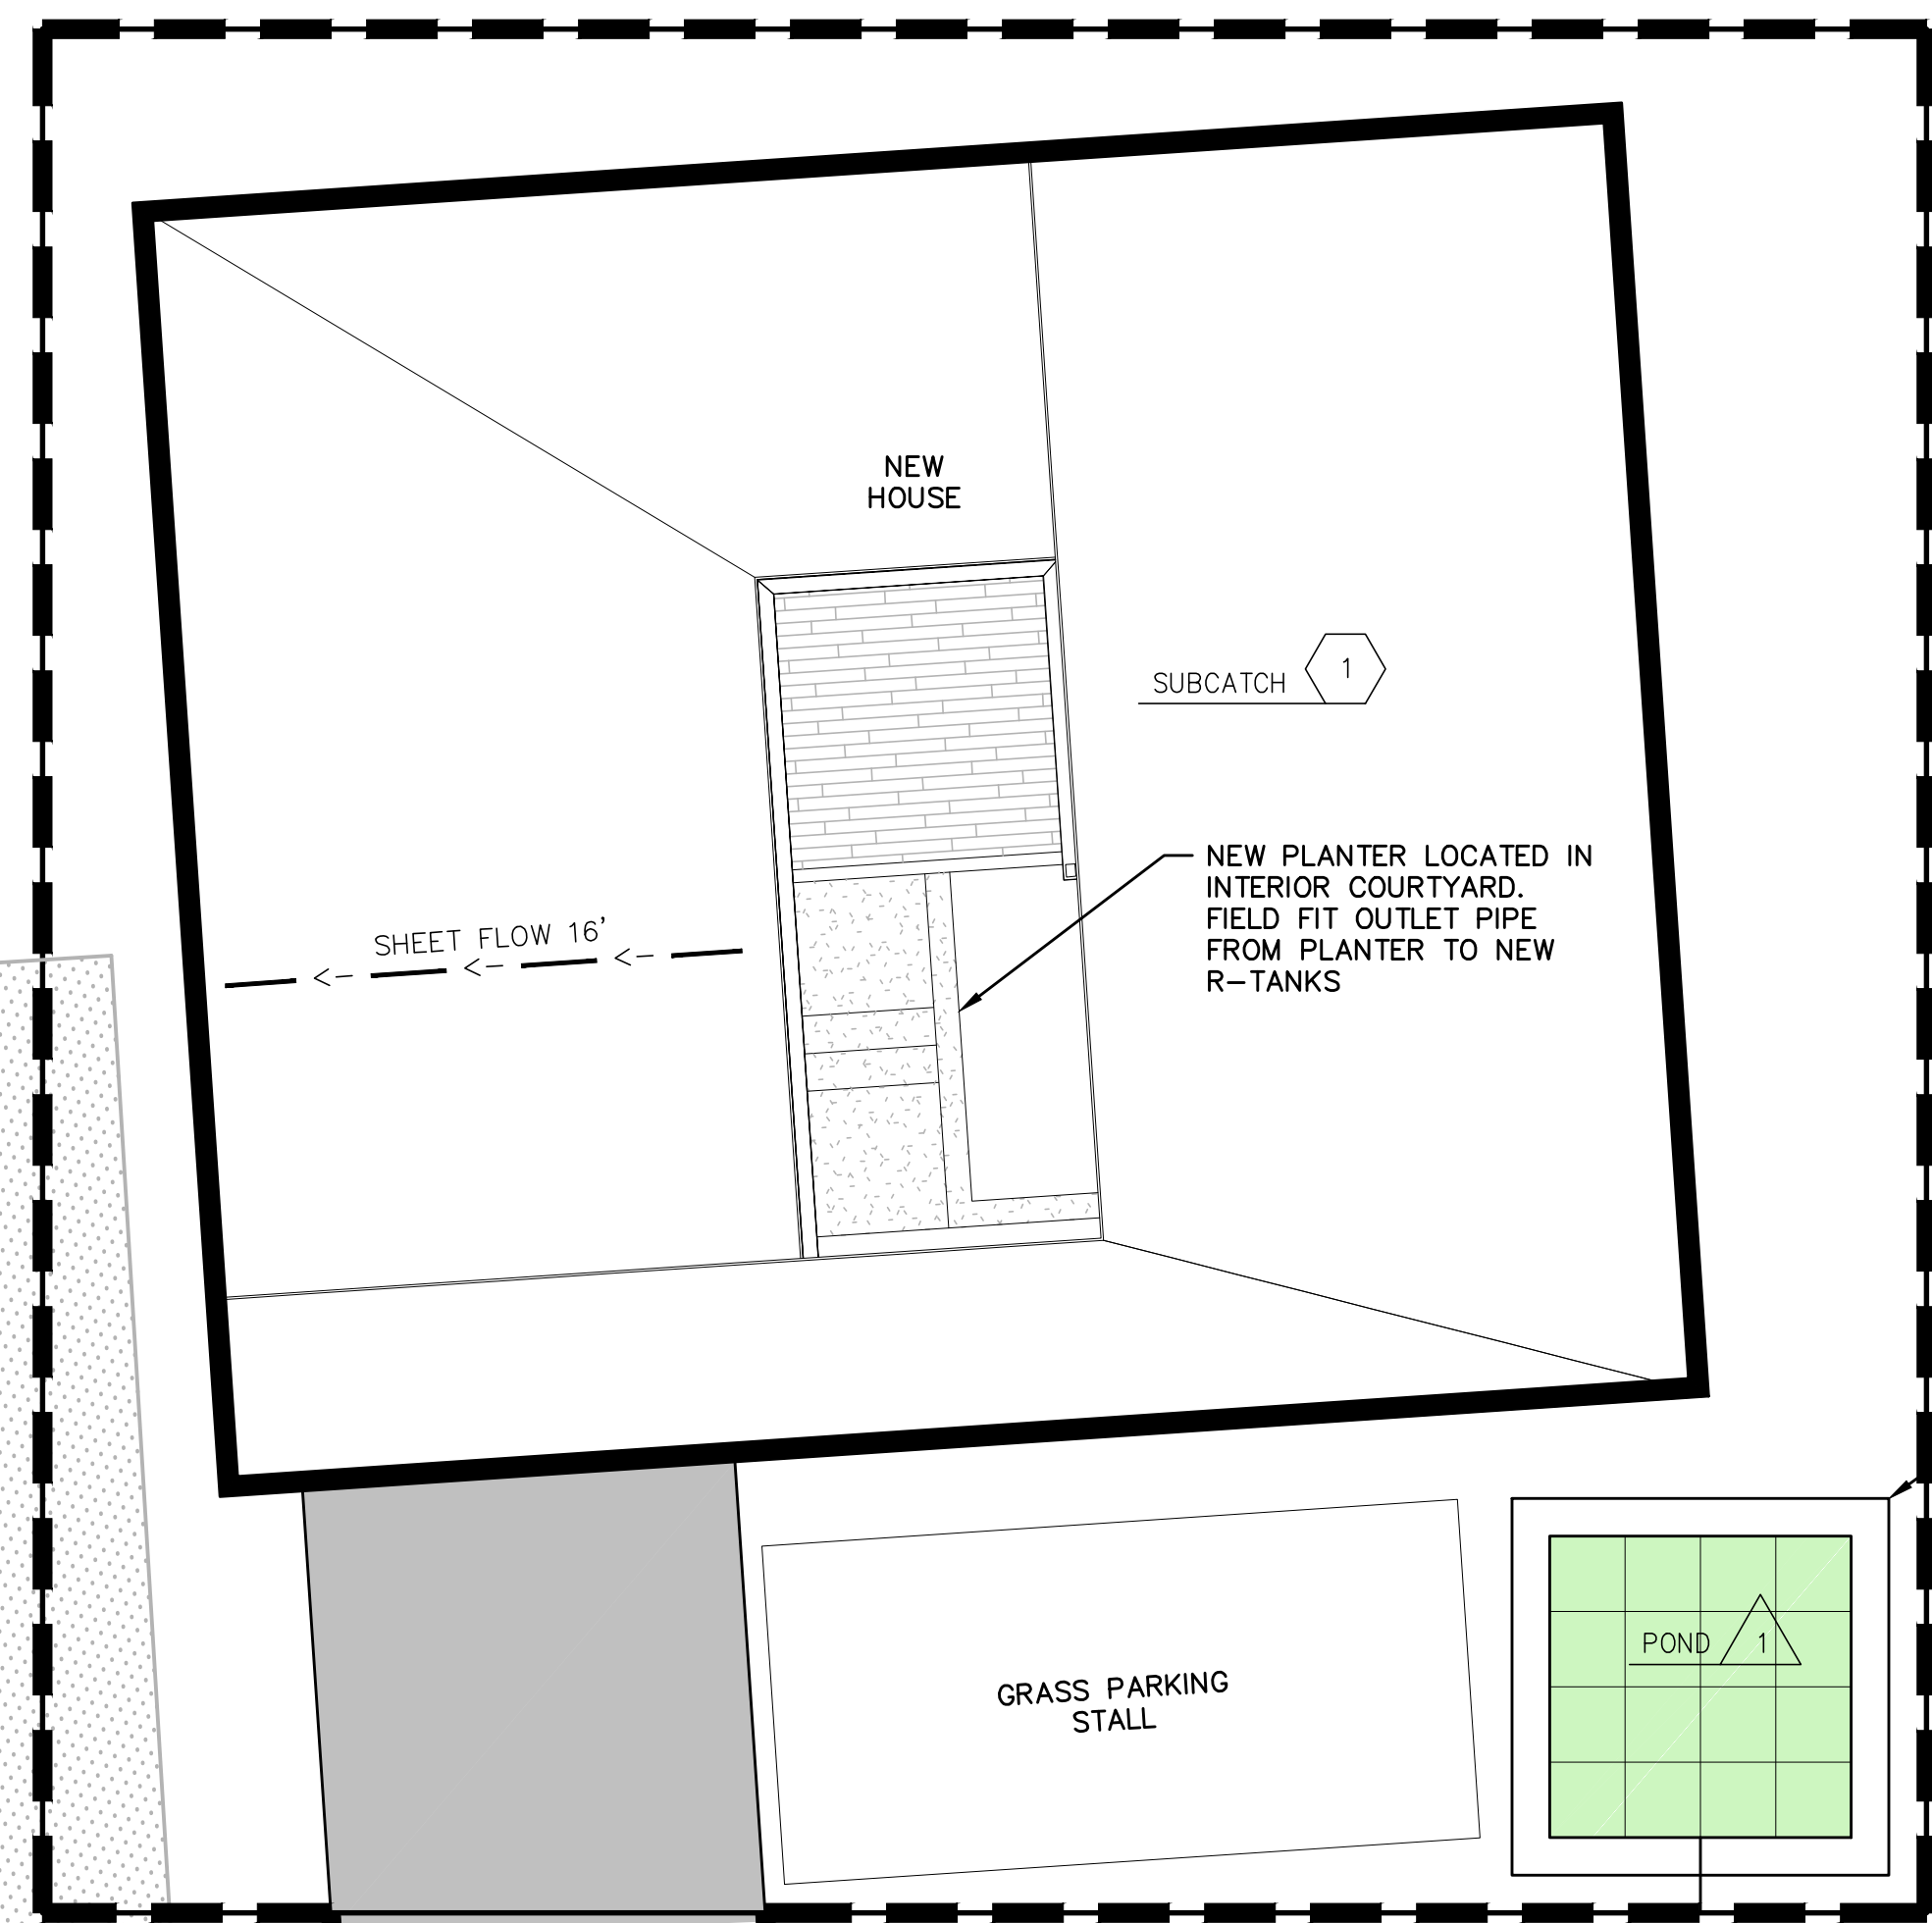 NEW
HOUSE
SUBCATCH 1
NEW PLANTER LOCATED IN
INTERIOR COURTYARD.
FIELD FIT OUTLET PIPE
FROM PLANTER TO NEW
R-TANKS
SHEET FLOW 16'
POND 1
GRASS PARKING
STALL